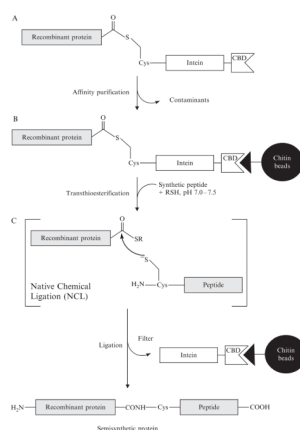 A
O
Recombinant protein
S
Cys
Intein
CBD
Affinity purification
Contaminants
B
O
Recombinant protein
S
Cys
Intein
CBD
Chitin
beads
Transthioesterification
Synthetic peptide
+ RSH, pH 7.0–7.5
C
O
Recombinant protein
SR
S
Native Chemical
Ligation (NCL)
H₂N
Cys
Peptide
Ligation
Filter
Intein
CBD
Chitin
beads
H₂N
Recombinant protein
CONH
Cys
Peptide
COOH
Semisynthetic protein